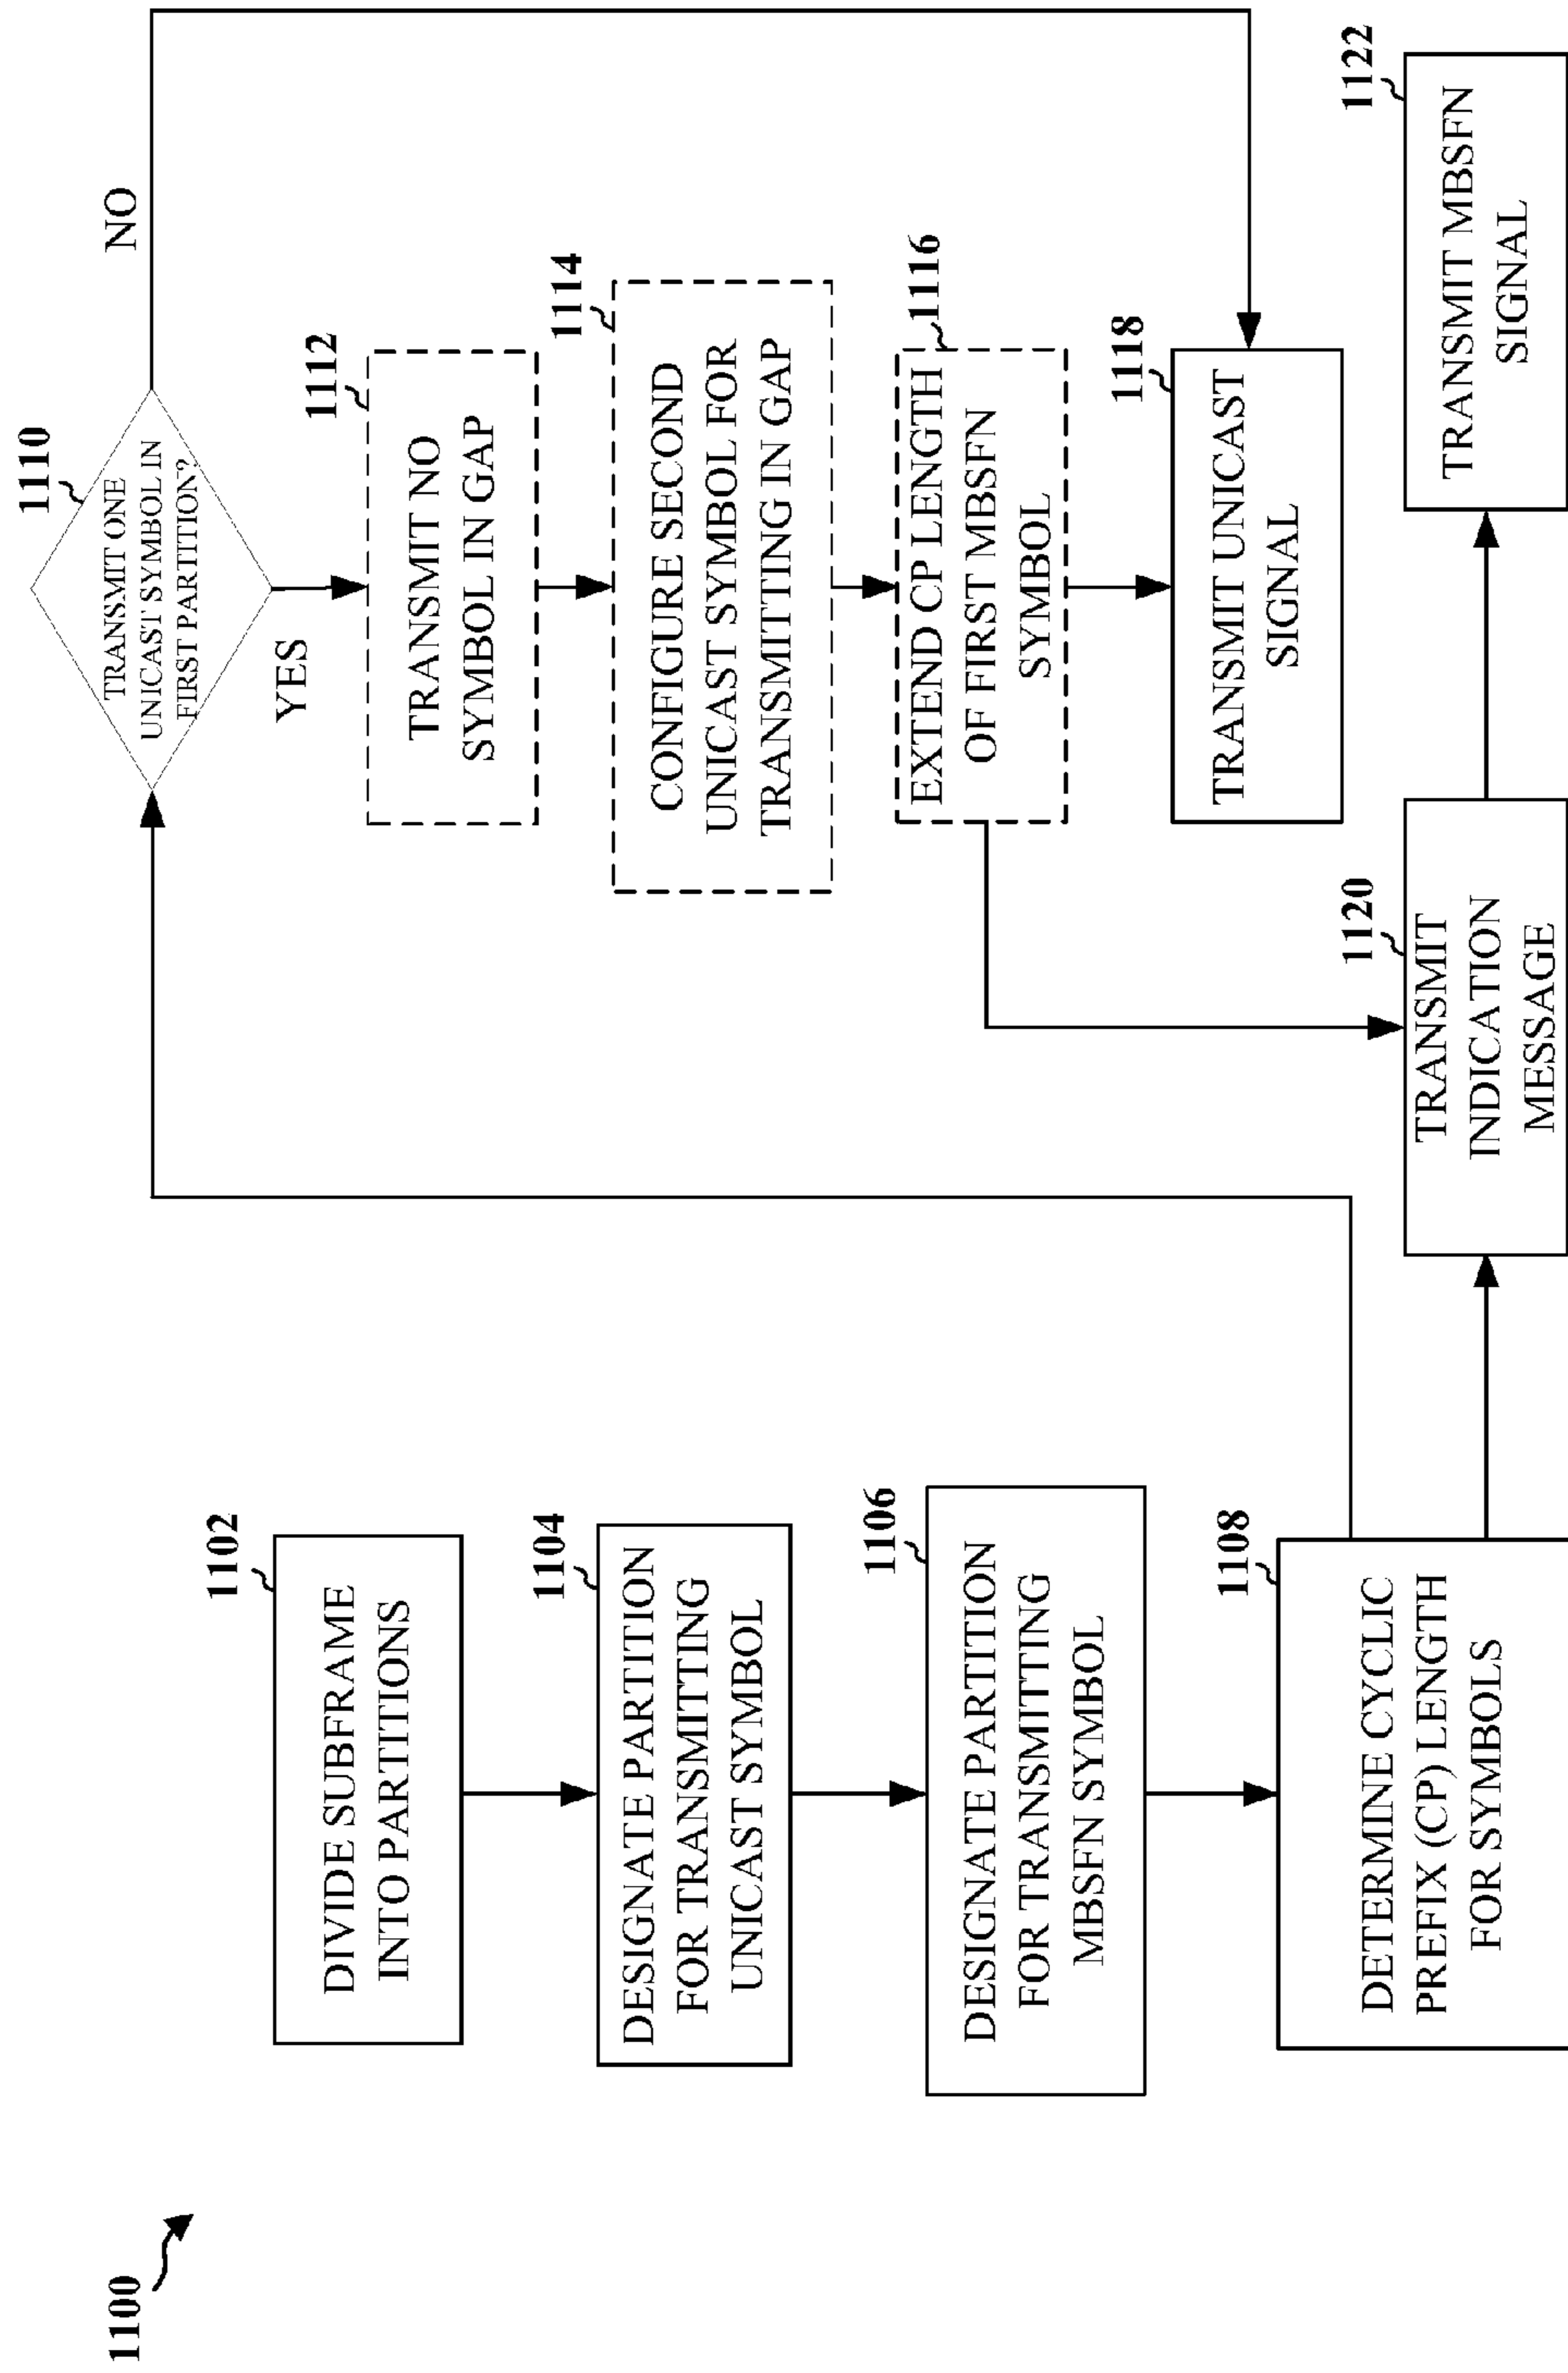 1100
1102
DIVIDE SUBFRAME
INTO PARTITIONS
1104
DESIGNATE PARTITION
FOR TRANSMITTING
UNICAST SYMBOL
1106
DESIGNATE PARTITION
FOR TRANSMITTING
MBSFN SYMBOL
1108
DETERMINE CYCLIC
PREFIX (CP) LENGTH
FOR SYMBOLS
1110
TRANSMIT ONE
UNICAST SYMBOL IN
FIRST PARTITION?
NO
YES
1112
TRANSMIT NO
SYMBOL IN GAP
1114
CONFIGURE SECOND
UNICAST SYMBOL FOR
TRANSMITTING IN GAP
1116
EXTEND CP LENGTH
OF FIRST MBSFN
SYMBOL
1118
TRANSMIT UNICAST
SIGNAL
1120
TRANSMIT
INDICATION
MESSAGE
1122
TRANSMIT MBSFN
SIGNAL